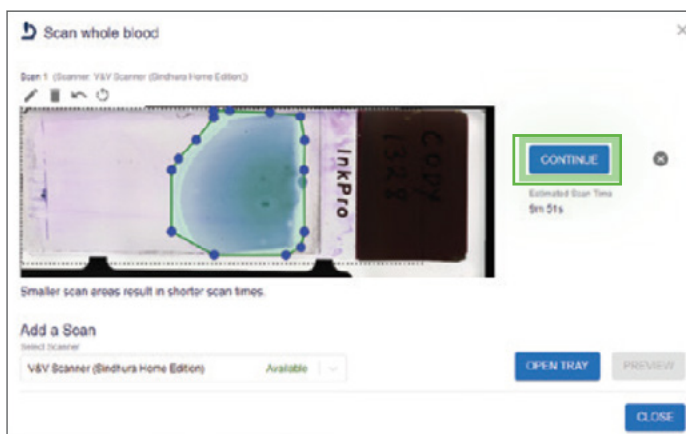 Scan whole blood
Scan 1 (Scanner: V&V Scanner (Sindhura Home Edition))
InkPro
Copy
1328
CONTINUE
Estimated Scan Time
9m 51s
Smaller scan areas result in shorter scan times.
Add a Scan
Select Scanner
V&V Scanner (Sindhura Home Edition) Available
OPEN TRAY PREVIEW
CLOSE